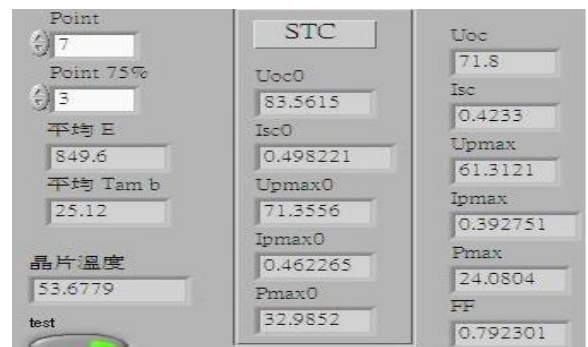 Point
7
Point 75%
3
平均 E
849.6
平均 Tam b
25.12
晶片溫度
53.6779
test
STC
Uoc0
83.5615
Isc0
0.498221
Upmax0
71.3556
Ipmax0
0.462265
Pmax0
32.9852
Uoc
71.8
Isc
0.4233
Upmax
61.3121
Ipmax
0.392751
Pmax
24.0804
FF
0.792301